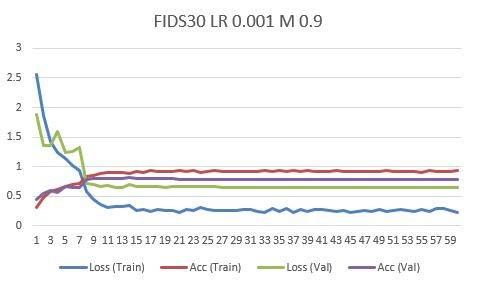 FIDS30 LR 0.001 M 0.9
3
2.5
2
1.5
1
0.5
0
1 3 5 7 9 11 13 15 17 19 21 23 25 27 29 31 33 35 37 39 41 43 45 47 49 51 53 55 57 59
Loss (Train) Acc (Train) Loss (Val) Acc (Val)